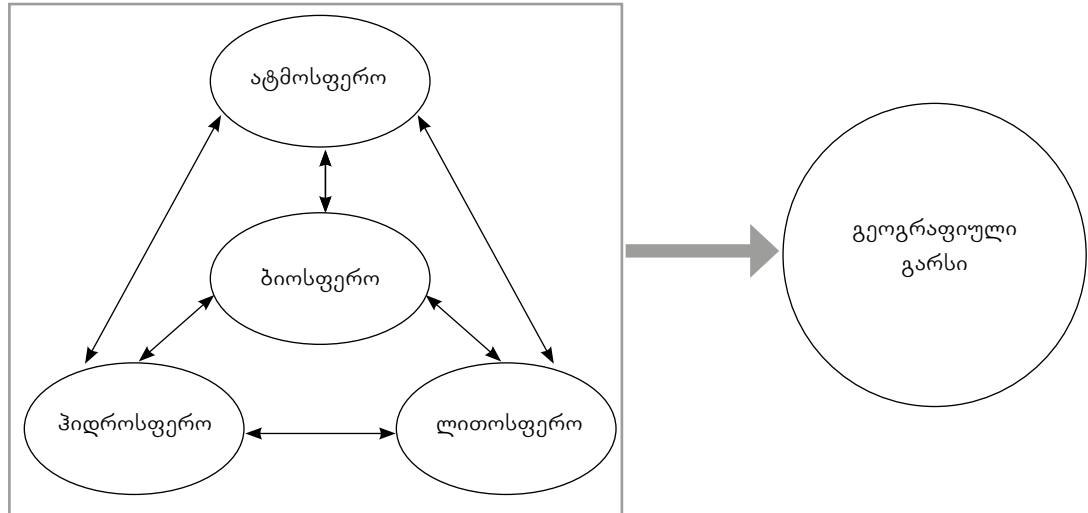 ატმოსფერო
ბიოსფერო
ჰიდროსფერო
ლითოსფერო
გეოგრაფიული
გარსი